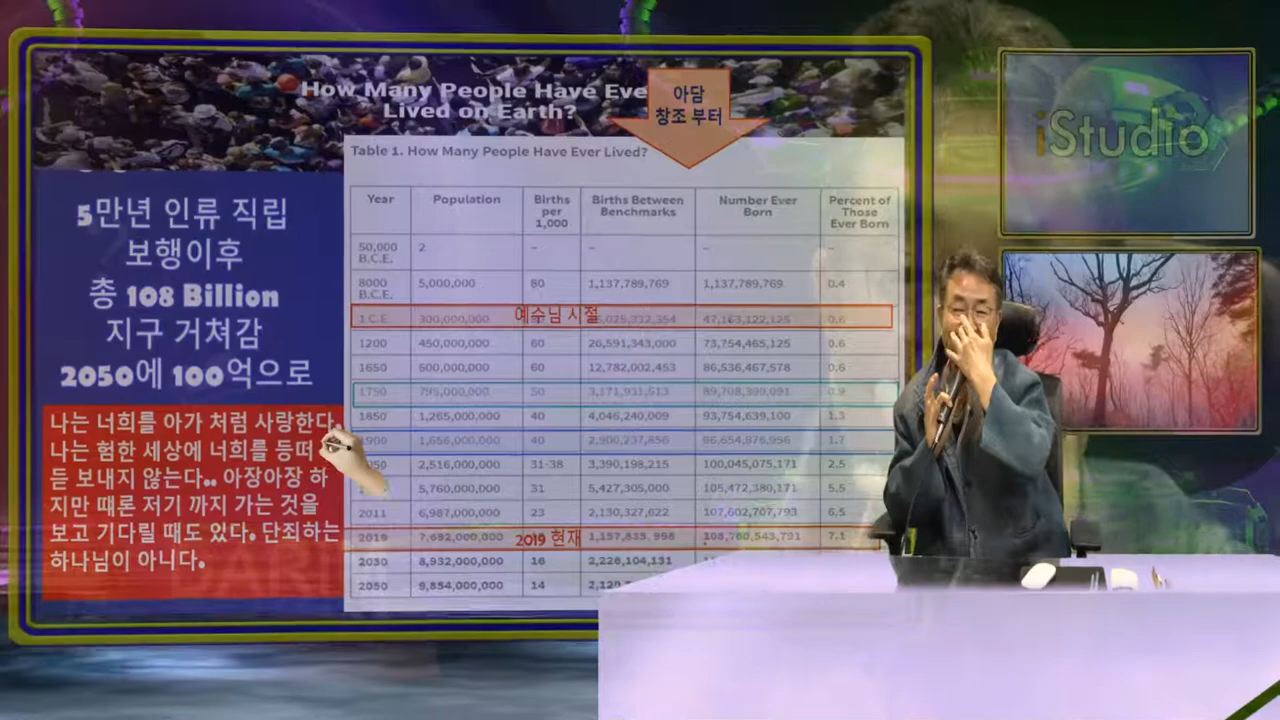 How Many People Have Eve
Lived on Earth?
아담
창조 부터
iStudio
5만년 인류 직립
보행이후
총 108 Billion
지구 거쳐감
2050에 100억으로
나는 너희를 아가 처럼 사랑한다.
나는 험한 세상에 너희를 등떠
듯 보내지 않는다.. 아장아장 하
지만 때론 저기 까지 가는 것을
보고 기다릴 때도 있다. 단죄하는
하나님이 아니다.
Table 1. How Many People Have Ever Lived?
Year Population Births per 1,000 Births Between Benchmarks Number Ever Born Percent of Those Ever Born
50,000 B.C.E. 2 – – – –
8000 B.C.E. 5,000,000 80 1,137,789,769 1,137,789,769 0.4
1 C.E. 300,000,000 예수님 시절 47,163,122,125 0.6
1200 450,000,000 60 26,591,343,000 73,754,465,125 0.6
1650 500,000,000 60 12,782,002,453 86,536,467,578 0.6
1750 795,000,000 50 3,171,931,513 89,708,399,091 0.9
1850 1,265,000,000 40 4,046,240,009 93,754,639,100 1.3
1,656,000,000 40 2,900,237,856 96,654,876,956 1.7
2,516,000,000 31-38 3,390,198,215 100,045,075,171 2.5
5,760,000,000 31 5,427,305,000 105,472,380,171 5.5
2011 6,987,000,000 23 2,130,327,622 107,602,707,793 6.5
2019 7,692,000,000 2019 현재 1,157,835,998 108,760,543,791 7.1
2030 8,932,000,000 16 2,226,104,131
2050 9,854,000,000 14